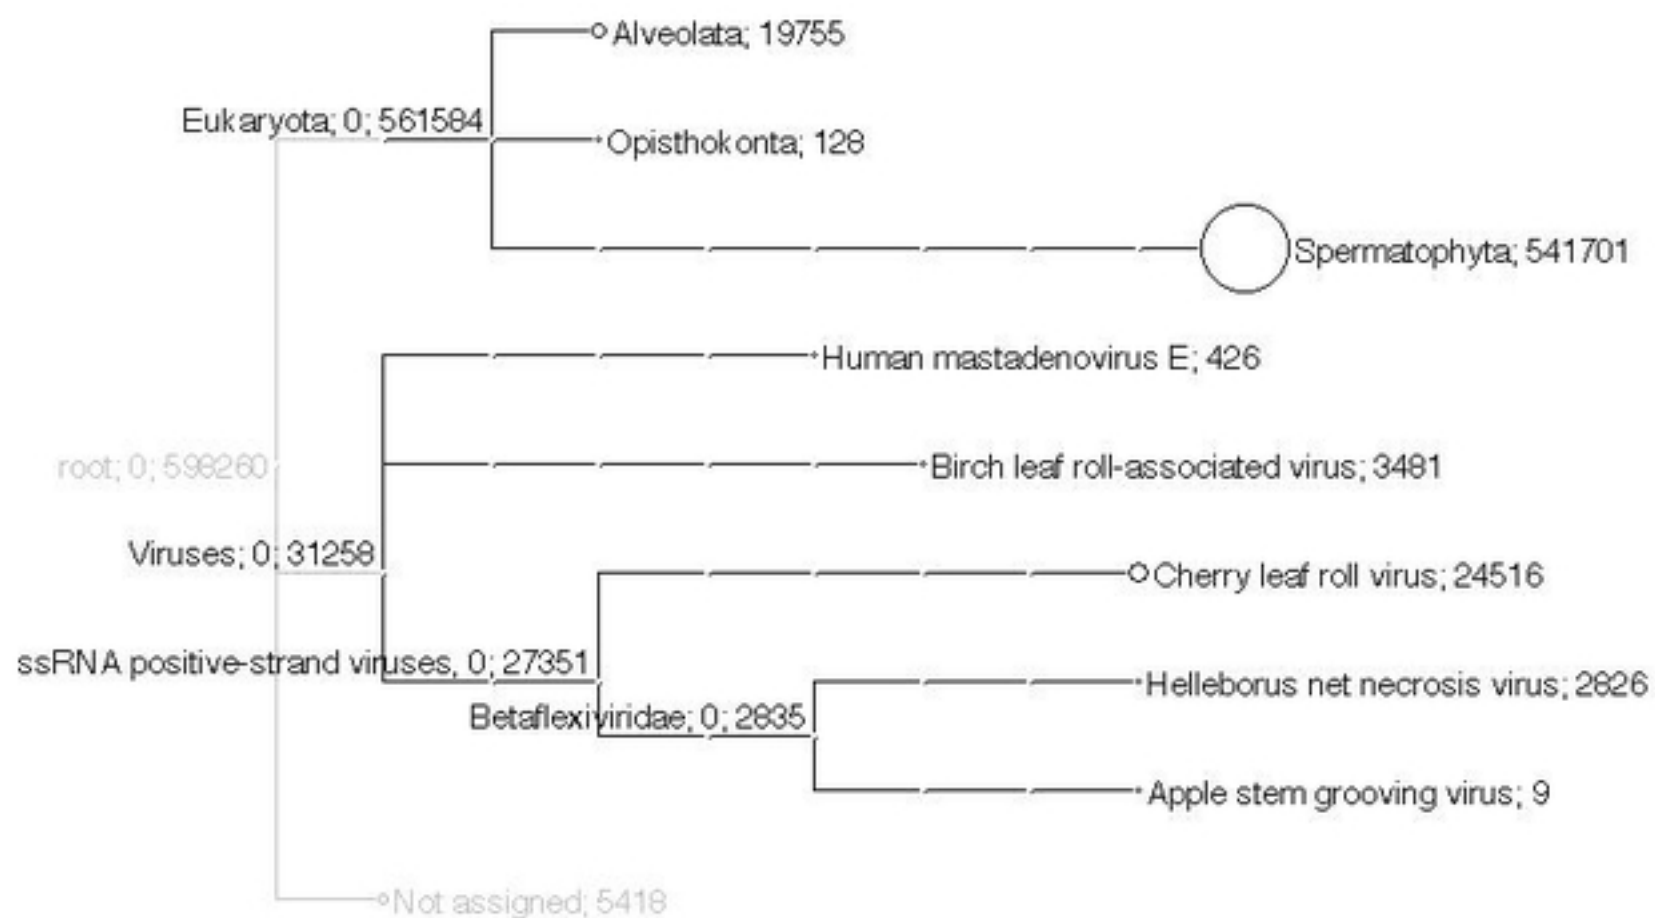 Alveolata; 19755
Eukaryota; 0; 561584
Opisthokonta; 128
Spermatophyta; 541701
Human mastadenovirus E; 426
root; 0; 598260
Birch leaf roll-associated virus; 3481
Viruses; 0; 31258
Cherry leaf roll virus; 24516
ssRNA positive-strand viruses, 0; 27351
Helleborus net necrosis virus; 2826
Betaflexiviridae; 0; 2835
Apple stem grooving virus; 9
Not assigned; 5418